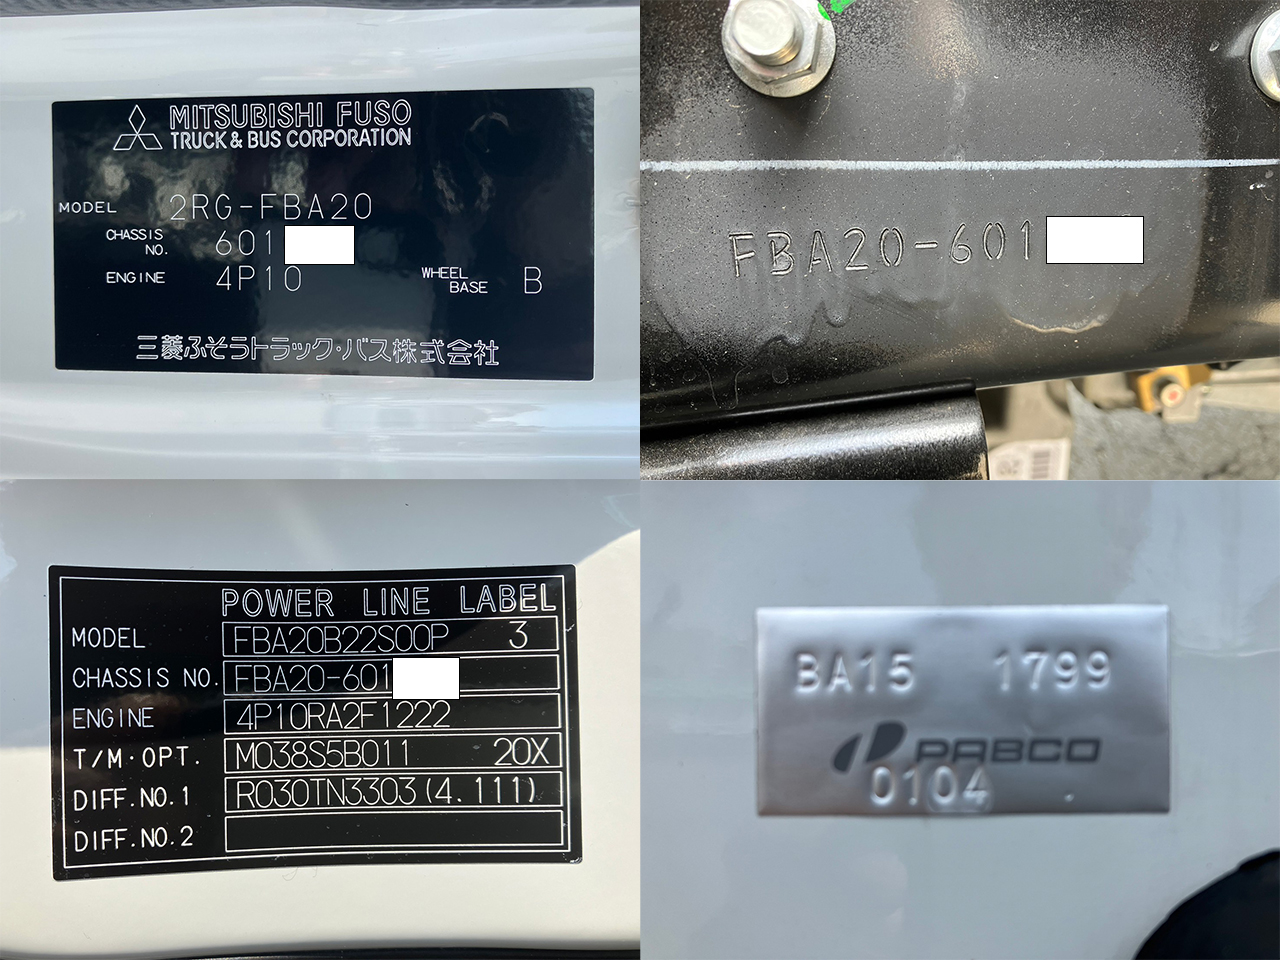 MITSUBISHI FUSO
TRUCK & BUS CORPORATION
MODEL 2RG-FBA20
CHASSIS NO. 601
ENGINE 4P10 WHEEL BASE B
三菱ふそうトラック・バス株式会社
FBA20-601
POWER LINE LABEL
MODEL FBA20B22S00P 3
CHASSIS NO. FBA20-601
ENGINE 4P10RA2F1222
T/M・OPT. M038S5B011 20X
DIFF.NO.1 R030TN3303(4.111)
DIFF.NO.2
BA15 1799
PABCO
0104